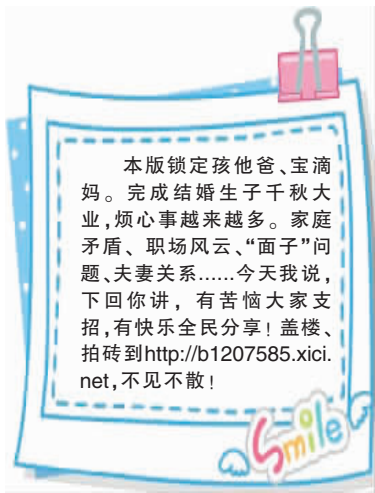 本版锁定孩他爸、宝滴
妈。完成结婚生子千秋大
业,烦心事越来越多。家庭
矛盾、职场风云、“面子”问
题、夫妻关系……今天我说,
下回你讲,有苦恼大家支
招,有快乐全民分享!盖楼、
拍砖到http://b1207585.xici.
net,不见不散!
Smile